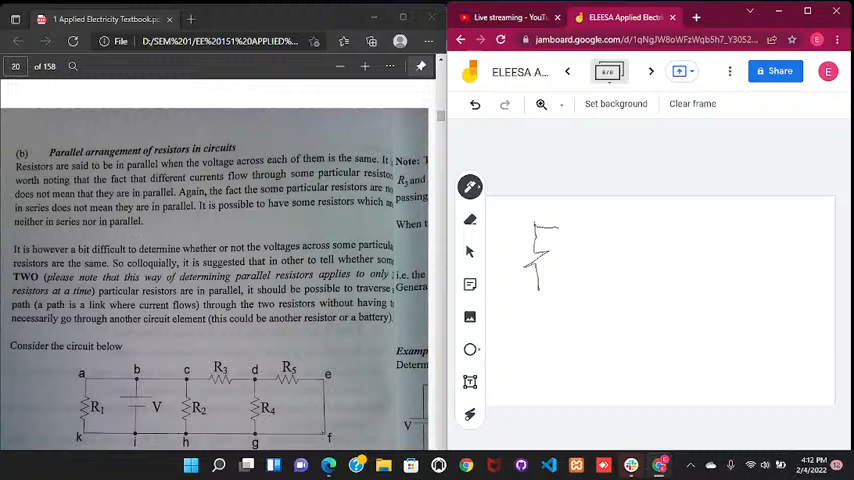 1 Applied Electricity Textbook.p
Live streaming - YouT
ELEESA Applied Electri
File
D:/SEM%201/EE%20151%20APPLIED%...
jamboard.google.com/d/1qNgJW8oWFzWqb5h7_Y3052...
E
20 of 158
ELEESA A...
6/6
Share
E
Set background
Clear frame
(b) Parallel arrangement of resistors in circuits
Resistors are said to be in parallel when the voltage across each of them is the same. It i
worth noting that the fact that different currents flow through some particular resistor
does not mean that they are in parallel. Again, the fact the some particular resistors are no
in series does not mean they are in parallel. It is possible to have some resistors which an
neither in series nor in parallel.
It is however a bit difficult to determine whether or not the voltages across some particula
resistors are the same. So colloquially, it is suggested that in other to tell whether som
TWO (please note that this way of determining parallel resistors applies to only
resistors at a time) particular resistors are in parallel, it should be possible to traverse
path (a path is a link where current flows) through the two resistors without having
necessarily go through another circuit element (this could be another resistor or a battery)
Consider the circuit below
Note:
R3 and
passing
When t
i.e. the
General
Examp
Determ
V
a b c R3 d R5 e
R1 V R2 R4
k i h g f
4:12 PM
2/4/2022